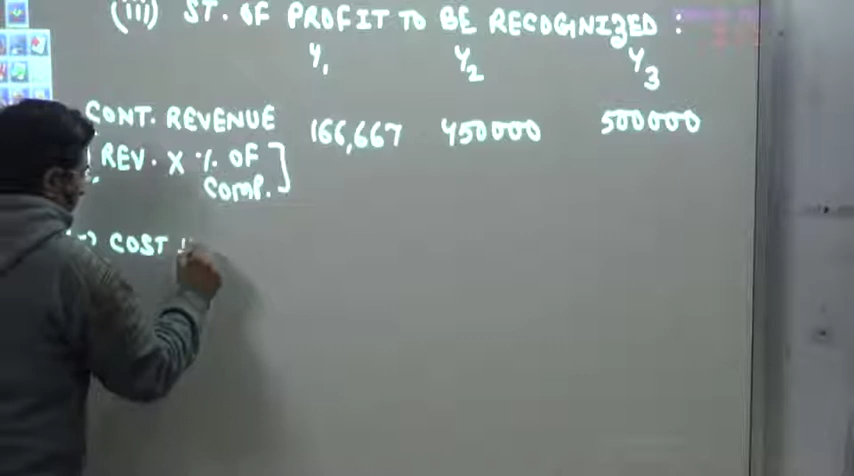 (iii) ST. OF PROFIT TO BE RECOGNIZED :
Y1 Y2 Y3
CONT. REVENUE 166,667 450000 500000
REV. X % OF COMP. ]
(-) COST